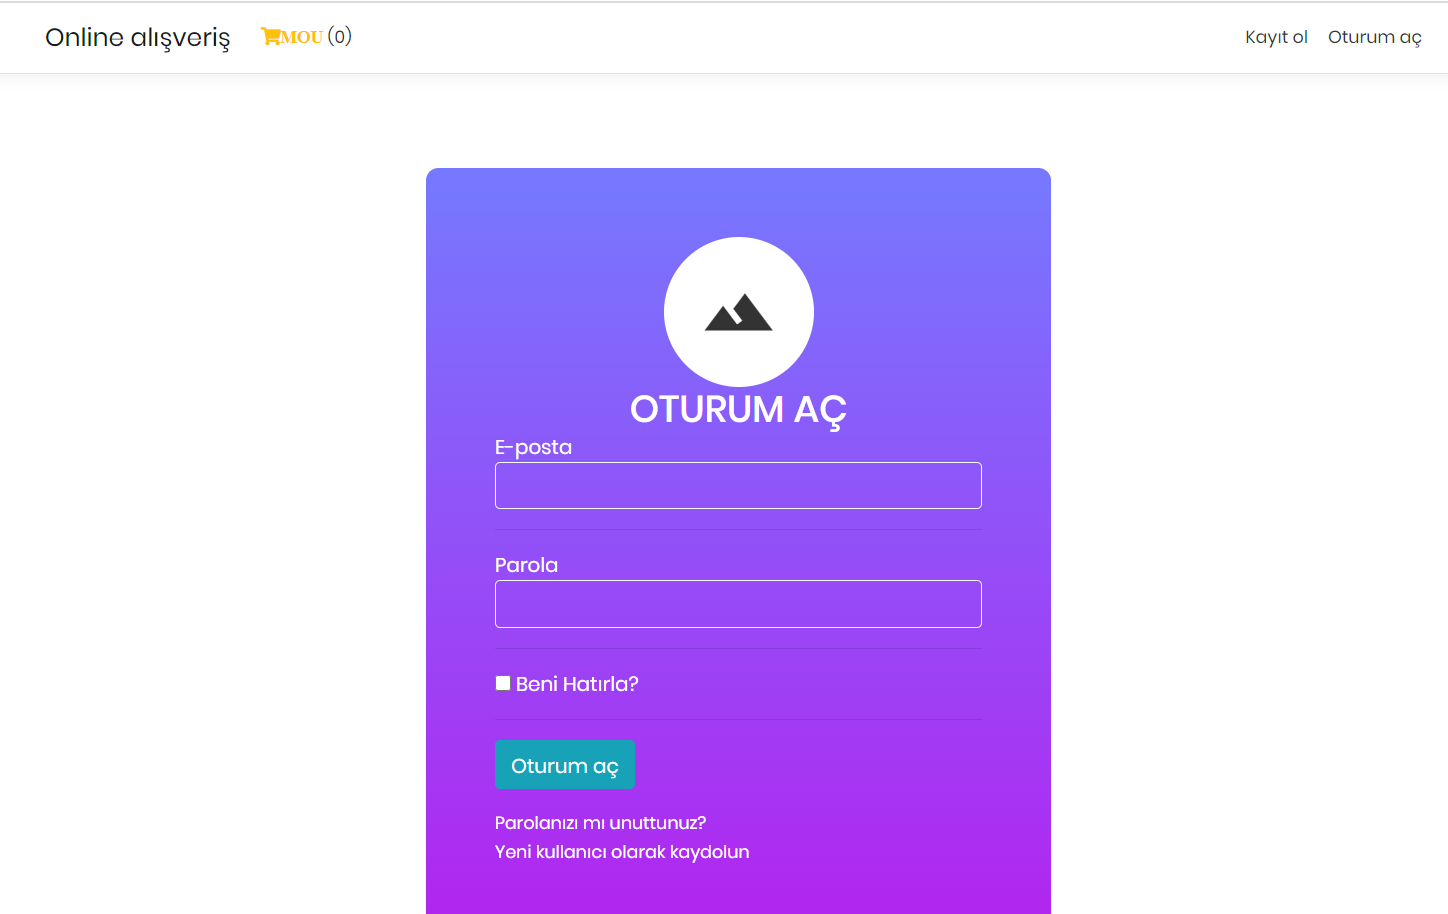 Online alışveriş MOU (0) Kayıt ol Oturum aç
OTURUM AÇ
E-posta
Parola
Beni Hatırla?
Oturum aç
Parolanızı mı unuttunuz?
Yeni kullanıcı olarak kaydolun